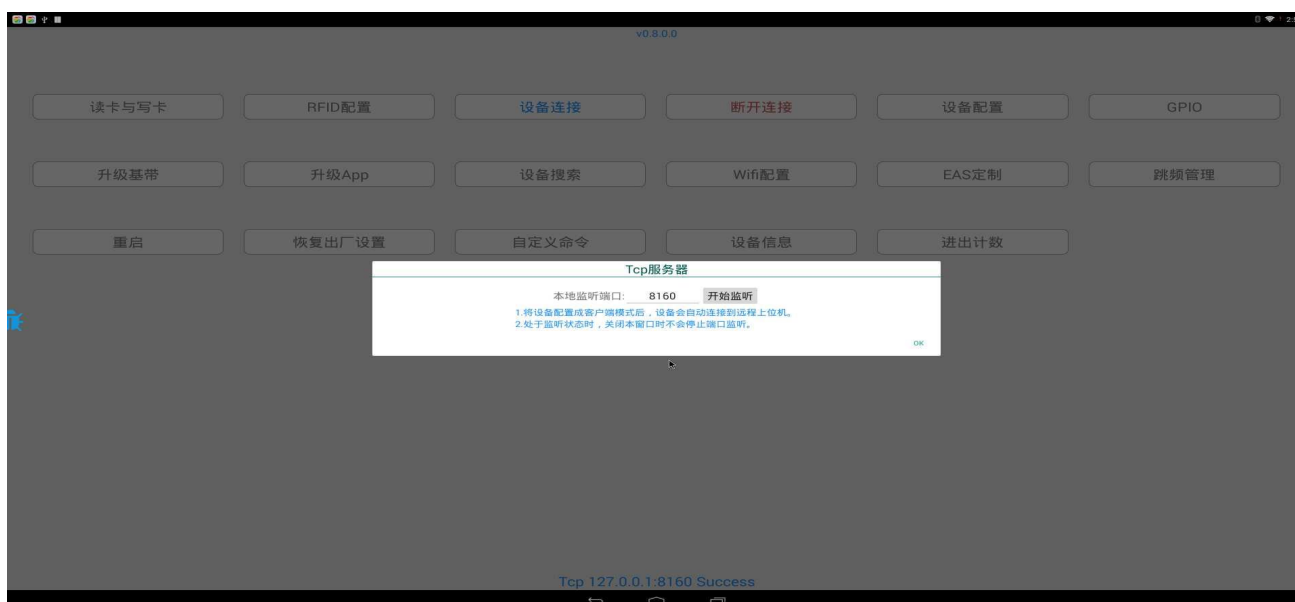 v0.8.0.0
读卡与写卡 RFID配置 设备连接 断开连接 设备配置 GPIO
升级基带 升级App 设备搜索 Wifi配置 EAS定制 跳频管理
重启 恢复出厂设置 自定义命令 设备信息 进出计数
Tcp服务器
本地监听端口: 8160 开始监听
1.将设备配置成客户端模式后，设备会自动连接到远程上位机。
2.处于监听状态时，关闭本窗口时不会停止端口监听。
OK
Tcp 127.0.0.1:8160 Success